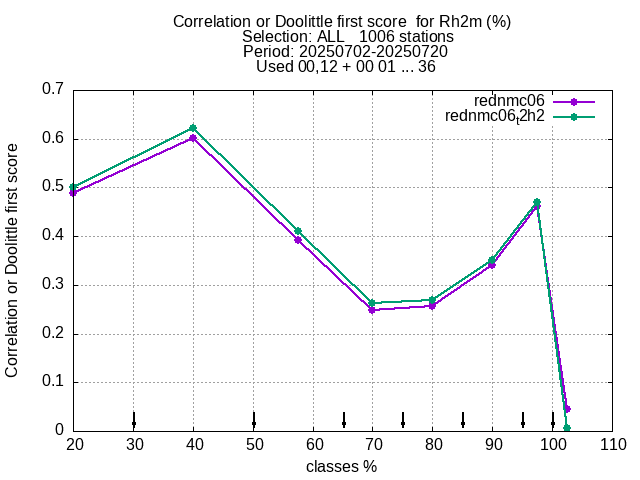 Correlation or Doolittle first score  for Rh2m (%)
Selection: ALL   1006 stations
Period: 20250702-20250720
Used 00,12 + 00 01 ... 36
rednmc06
rednmc06t2h2
Correlation or Doolittle first score
0.7
0.6
0.5
0.4
0.3
0.2
0.1
0
20 30 40 50 60 70 80 90 100 110
classes %